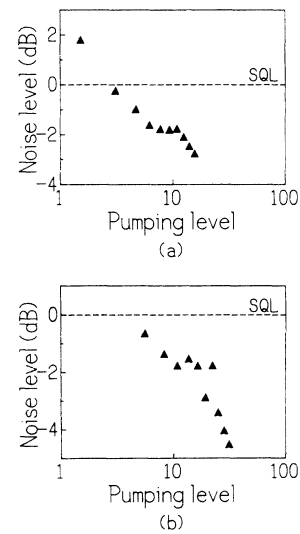 2
SQL
0
Noise level (dB)
-2
-4
1
10
100
Pumping level
(a)
SQL
0
Noise level (dB)
-2
-4
1
10
100
Pumping level
(b)